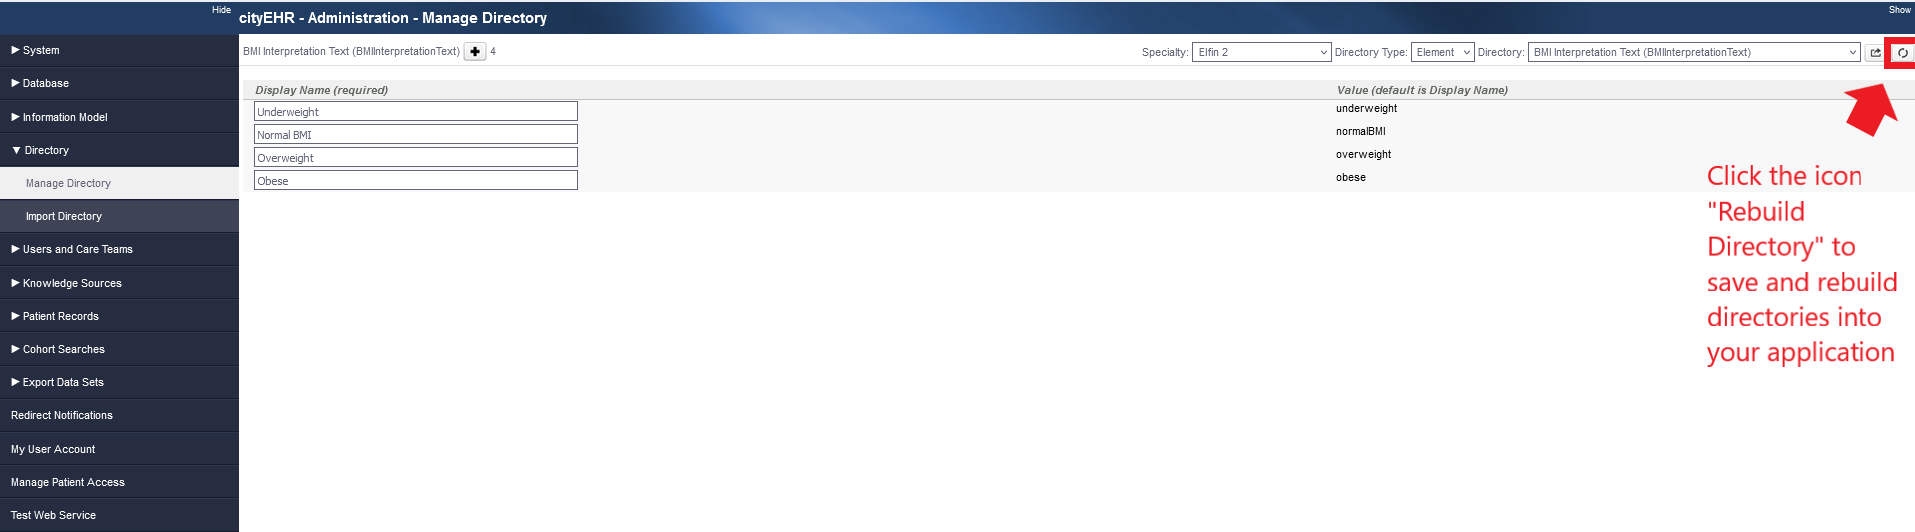 Hide
cityEHR - Administration - Manage Directory
Show
System
BMI Interpretation Text (BMIInterpretationText) 4
Specialty: Elfin 2 Directory Type: Element Directory: BMI Interpretation Text (BMIInterpretationText)
Database
Information Model
Directory
Manage Directory
Import Directory
Users and Care Teams
Knowledge Sources
Patient Records
Cohort Searches
Export Data Sets
Redirect Notifications
My User Account
Manage Patient Access
Test Web Service
Display Name (required) Value (default is Display Name)
Underweight underweight
Normal BMI normalBMI
Overweight overweight
Obese obese
Click the icon
"Rebuild
Directory" to
save and rebuild
directories into
your application